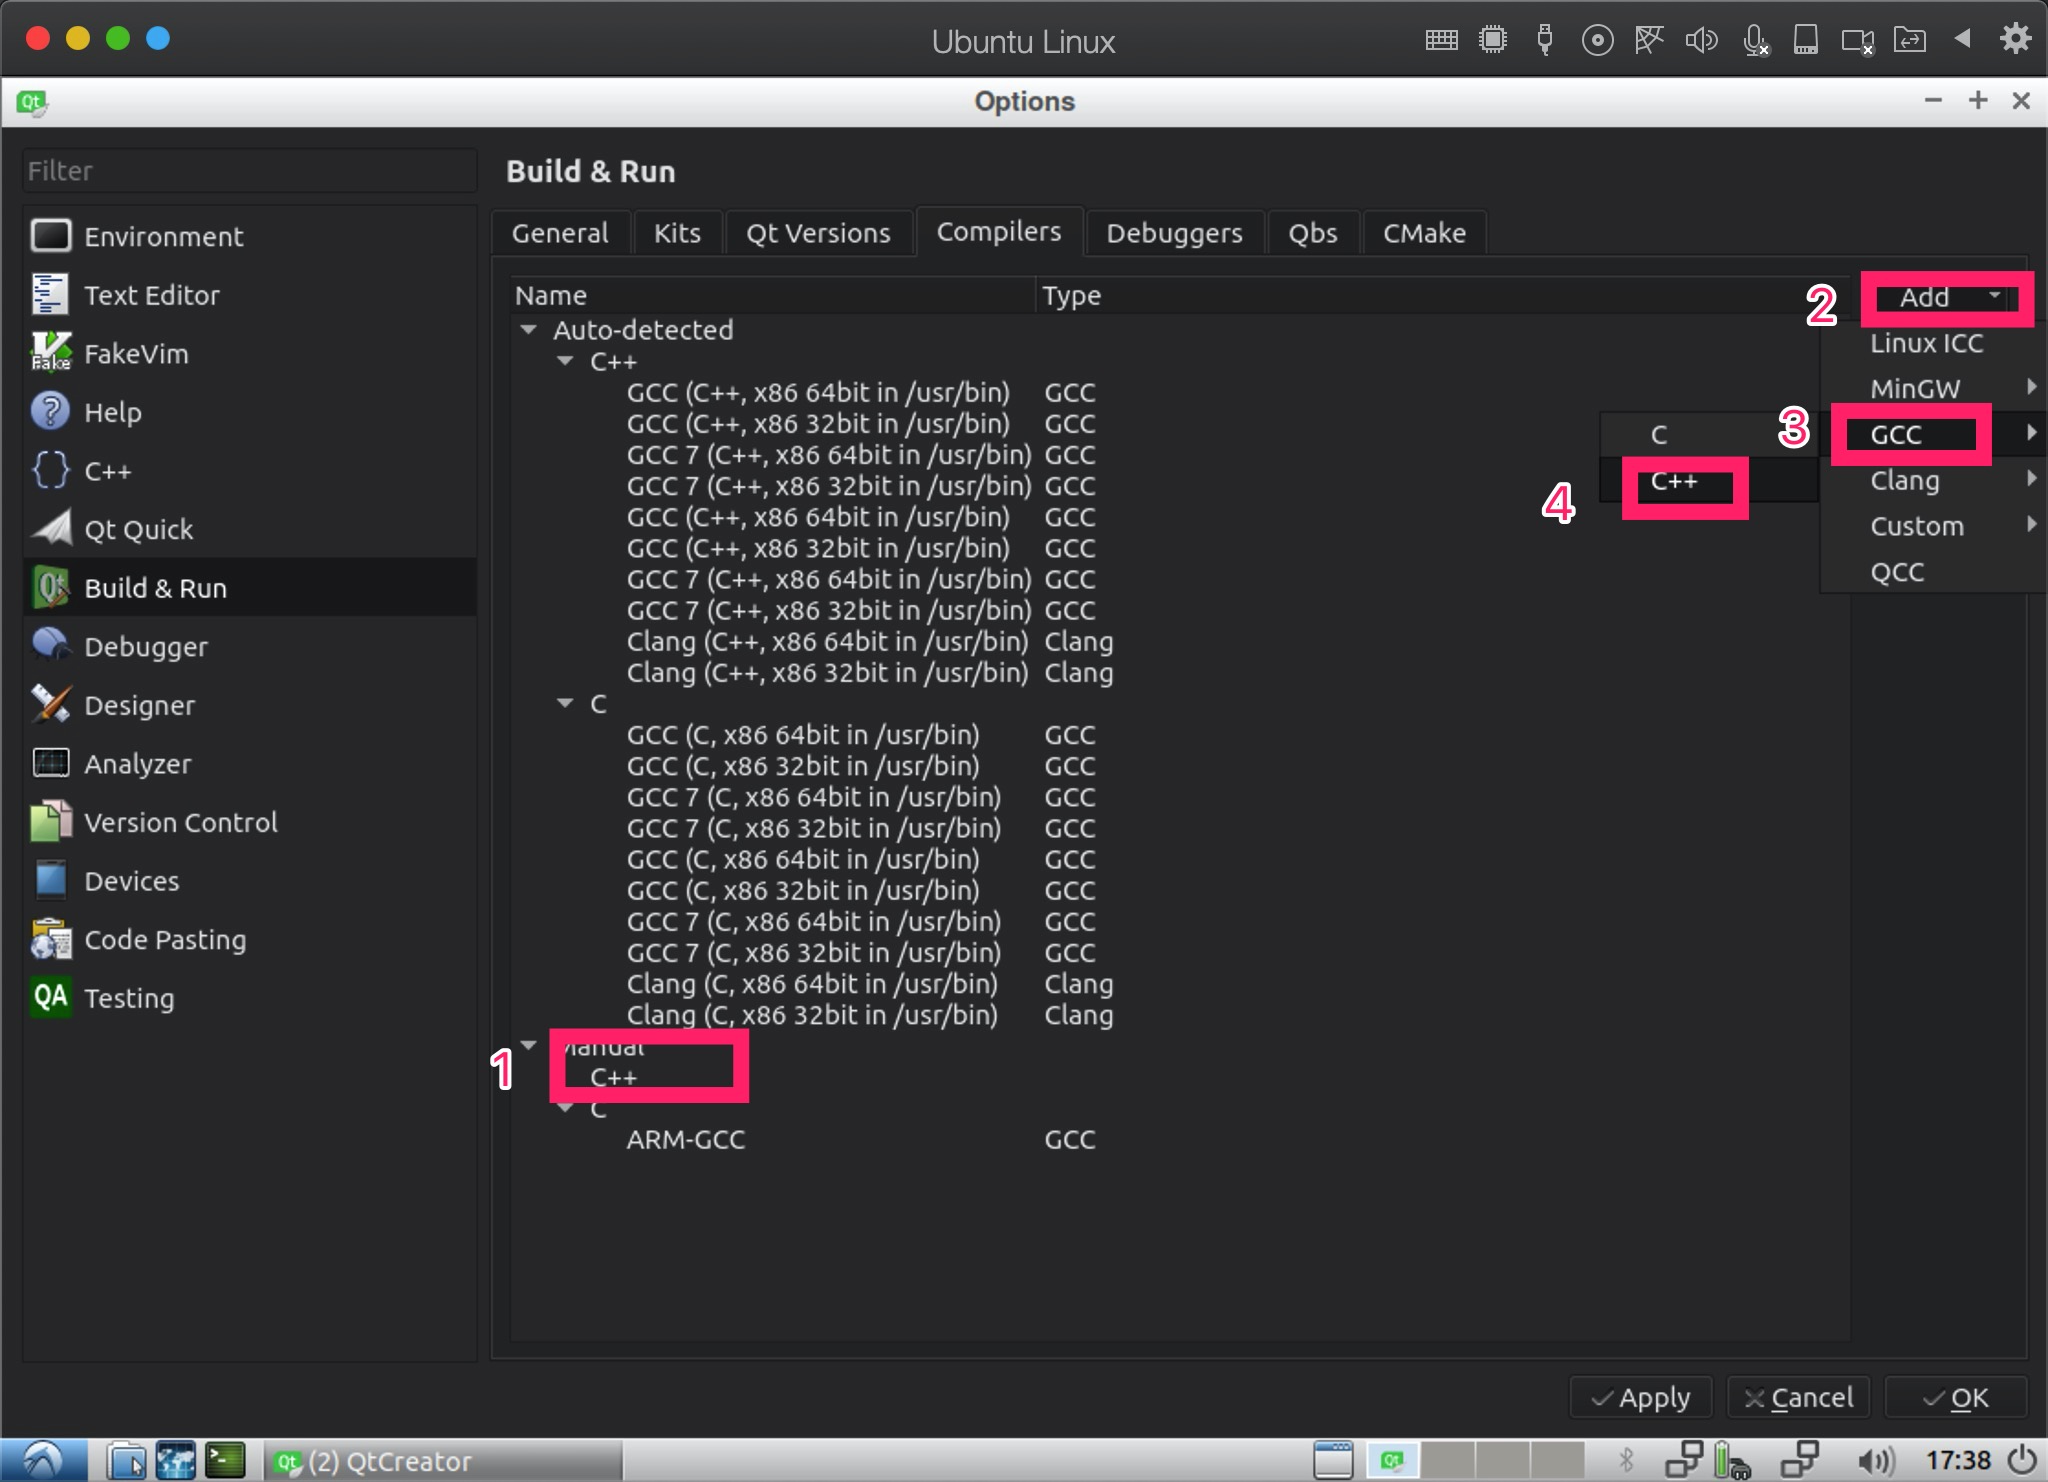 Ubuntu Linux
Options
Filter
Environment
Text Editor
FakeVim
Help
C++
Qt Quick
Build & Run
Debugger
Designer
Analyzer
Version Control
Devices
Code Pasting
Testing
Build & Run
General Kits Qt Versions Compilers Debuggers Qbs CMake
Name Type
Auto-detected
C++
GCC (C++, x86 64bit in /usr/bin) GCC
GCC (C++, x86 32bit in /usr/bin) GCC
GCC 7 (C++, x86 64bit in /usr/bin) GCC
GCC 7 (C++, x86 32bit in /usr/bin) GCC
GCC (C++, x86 64bit in /usr/bin) GCC
GCC (C++, x86 32bit in /usr/bin) GCC
GCC 7 (C++, x86 64bit in /usr/bin) GCC
GCC 7 (C++, x86 32bit in /usr/bin) GCC
Clang (C++, x86 64bit in /usr/bin) Clang
Clang (C++, x86 32bit in /usr/bin) Clang
C
GCC (C, x86 64bit in /usr/bin) GCC
GCC (C, x86 32bit in /usr/bin) GCC
GCC 7 (C, x86 64bit in /usr/bin) GCC
GCC 7 (C, x86 32bit in /usr/bin) GCC
GCC (C, x86 64bit in /usr/bin) GCC
GCC (C, x86 32bit in /usr/bin) GCC
GCC 7 (C, x86 64bit in /usr/bin) GCC
GCC 7 (C, x86 32bit in /usr/bin) GCC
Clang (C, x86 64bit in /usr/bin) Clang
Clang (C, x86 32bit in /usr/bin) Clang
1 Manual
C++
C
ARM-GCC GCC
2 Add
Linux ICC
MinGW
3 GCC
Clang
Custom
QCC
C
4 C++
Apply Cancel OK
(2) QtCreator
17:38
Qt
Fake
QA